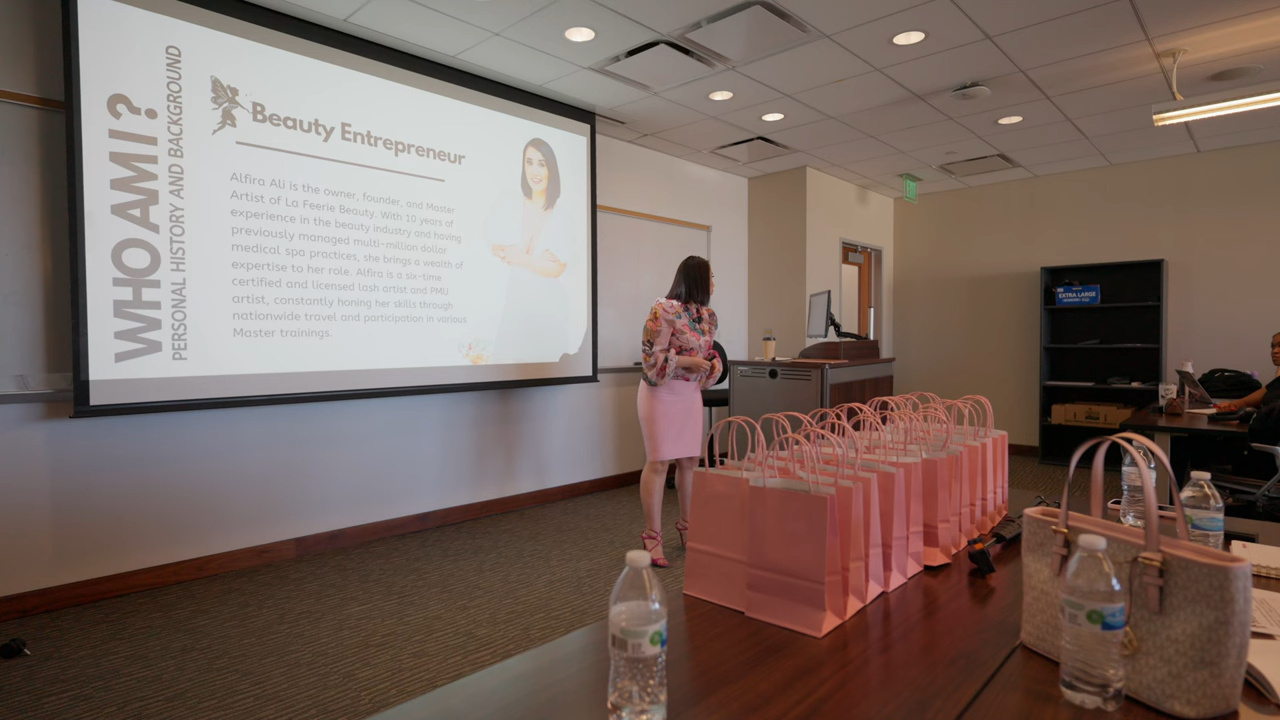 WHO AM I?
PERSONAL HISTORY AND BACKGROUND
Beauty Entrepreneur
Alfira Ali is the owner, founder, and Master
Artist of La Feerie Beauty. With 10 years of
experience in the beauty industry and having
previously managed multi-million dollar
medical spa practices, she brings a wealth of
expertise to her role. Alfira is a six-time
certified and licensed lash artist and PMU
artist, constantly honing her skills through
nationwide travel and participation in various
Master trainings.
EXTRA LARGE